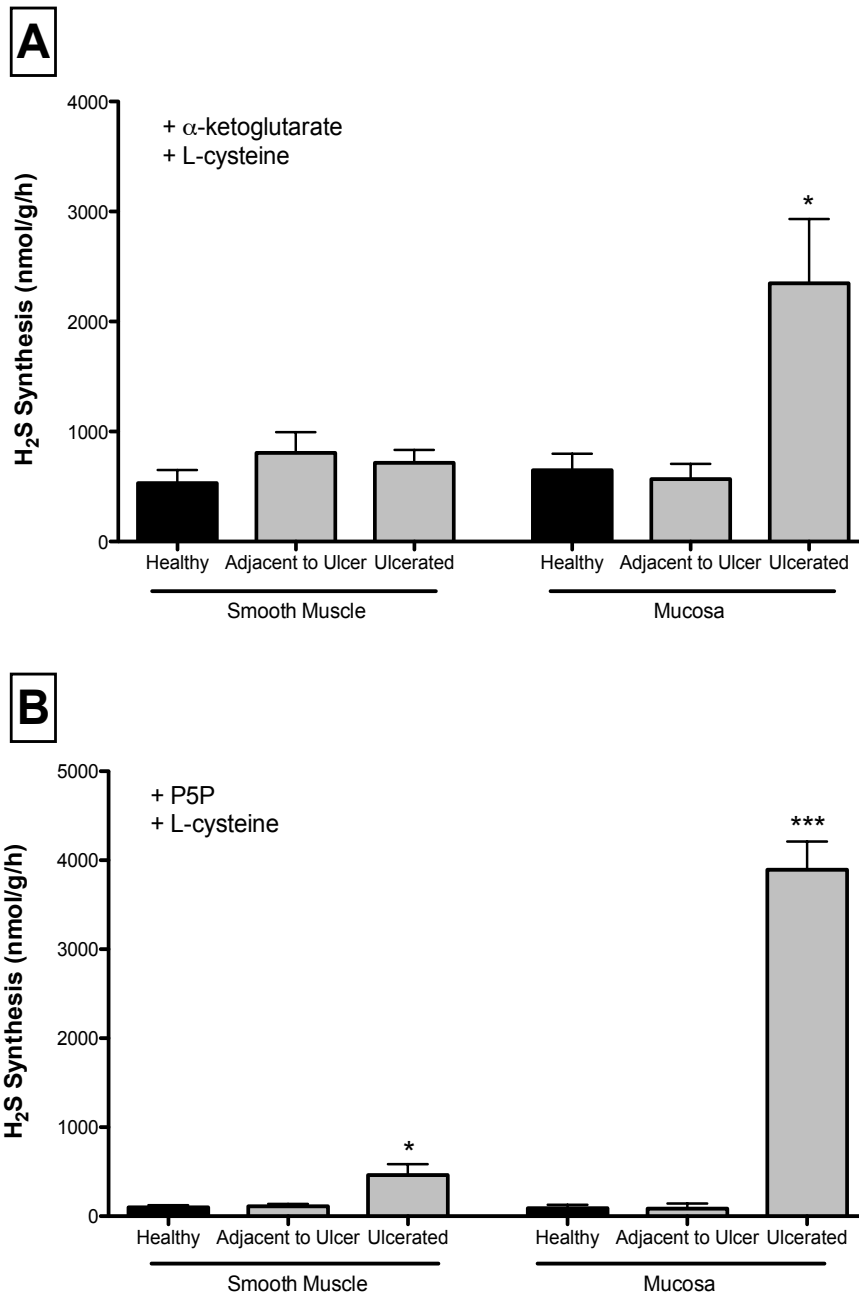 A
+ α-ketoglutarate
+ L-cysteine
H₂S Synthesis (nmol/g/h)
4000
3000
2000
1000
0
*
Healthy Adjacent to Ulcer Ulcerated Healthy Adjacent to Ulcer Ulcerated
Smooth Muscle Mucosa
B
+ P5P
+ L-cysteine
H₂S Synthesis (nmol/g/h)
5000
4000
3000
2000
1000
0
***
*
Healthy Adjacent to Ulcer Ulcerated Healthy Adjacent to Ulcer Ulcerated
Smooth Muscle Mucosa